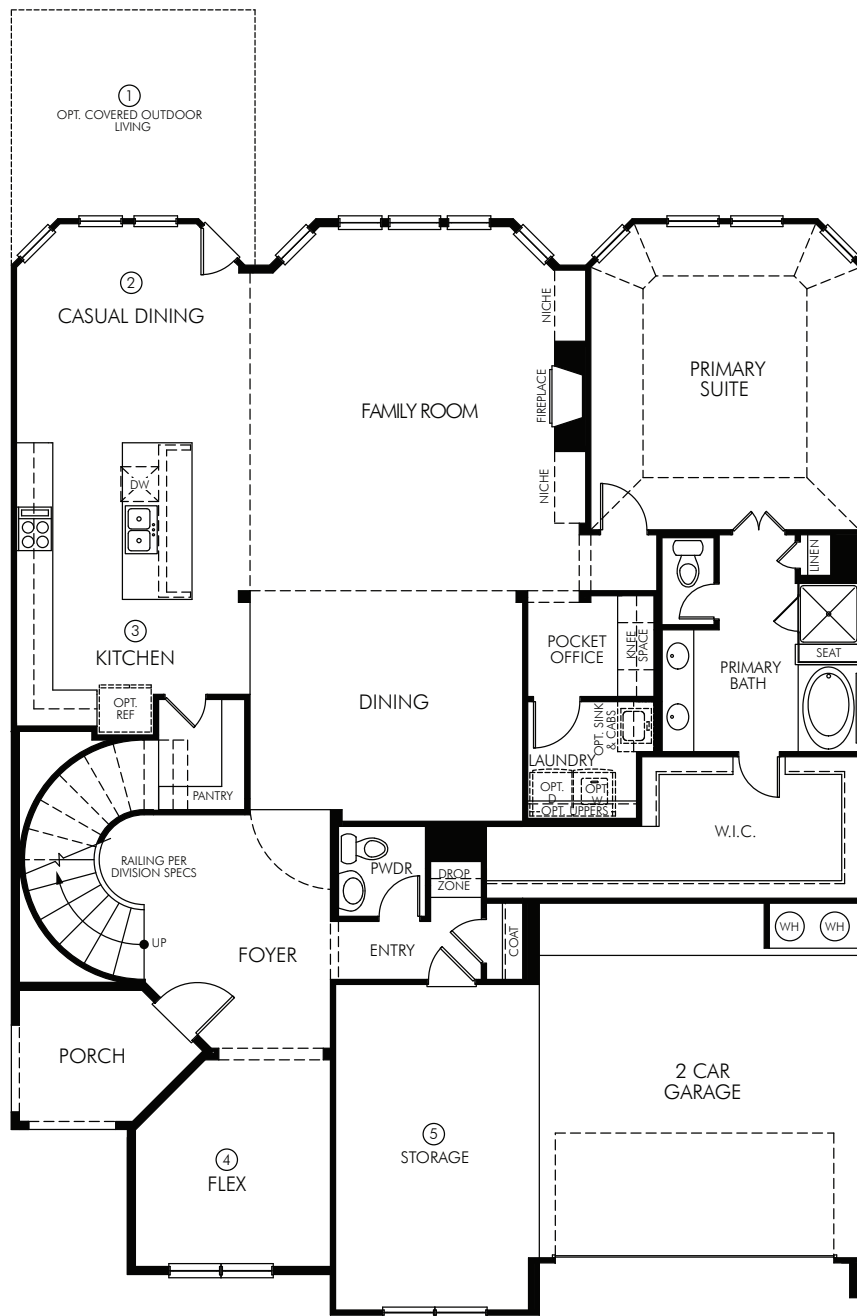 1
OPT. COVERED OUTDOOR
LIVING
2
CASUAL DINING
FAMILY ROOM
NICHE
FIREPLACE
NICHE
PRIMARY
SUITE
DW
3
KITCHEN
OPT.
REF
PANTRY
DINING
POCKET
OFFICE
KNEE
SPACE
LINEN
SEAT
PRIMARY
BATH
OPT. SINK
& CABS
LAUNDRY
OPT.
D
OPT.
W
OPT. UPPERS
W.I.C.
RAILING PER
DIVISION SPECS
UP
PWDR
DROP
ZONE
FOYER
ENTRY
COAT
WH
WH
PORCH
2 CAR
GARAGE
4
FLEX
5
STORAGE